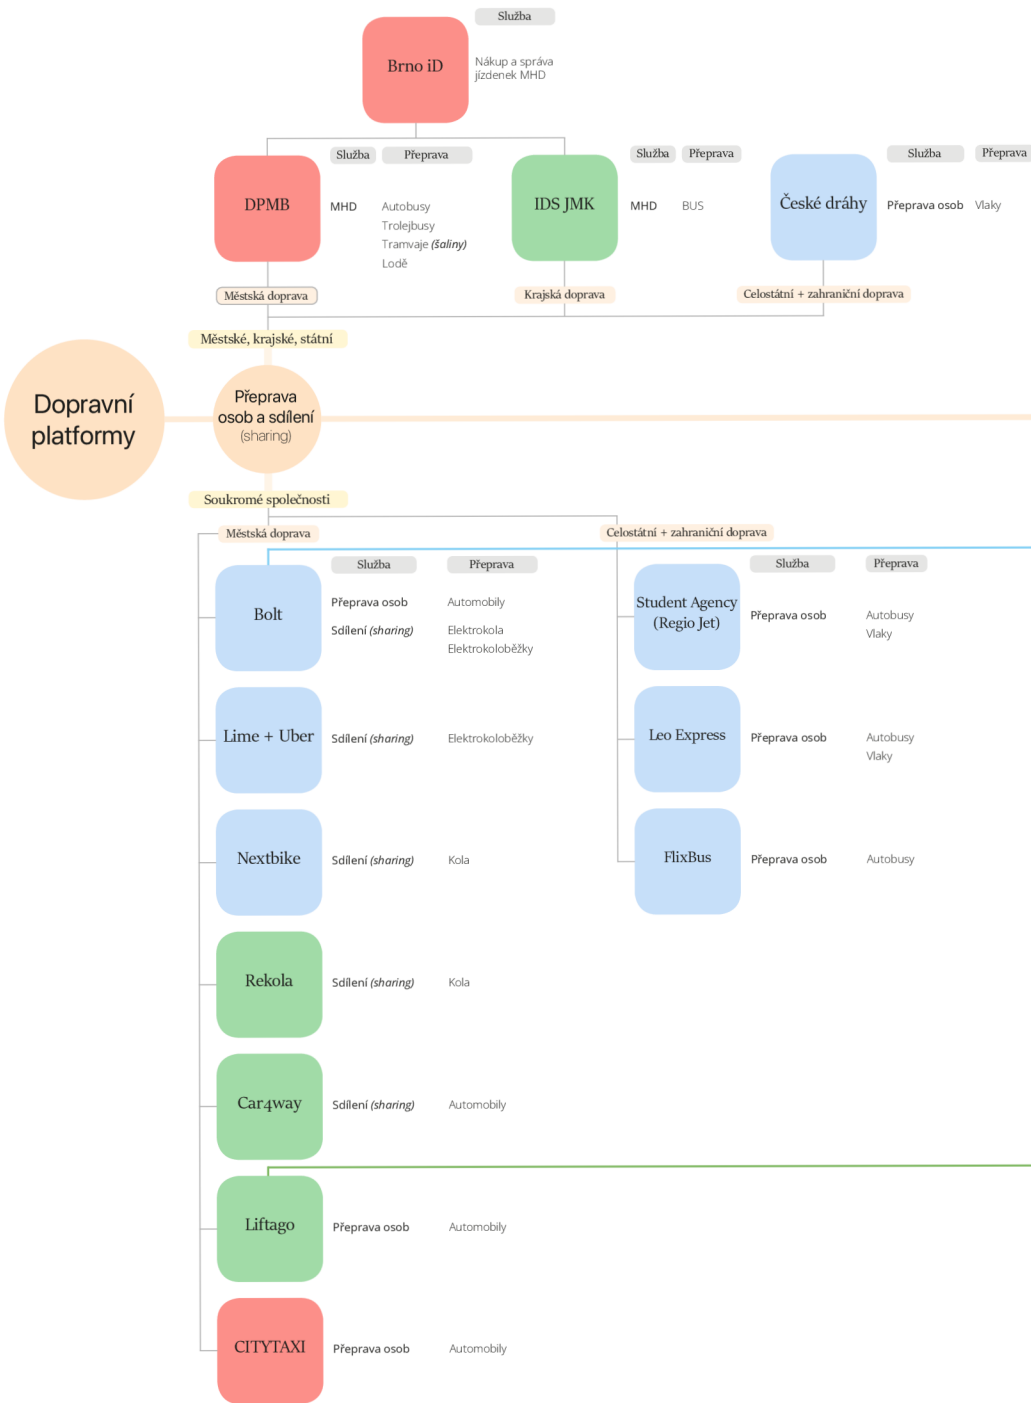 Služba
Brno iD
Nákup a správa
jízdenek MHD
Služba Přeprava
DPMB
MHD Autobusy
Trolejbusy
Tramvaje (šaliny)
Lodě
Městská doprava
Služba Přeprava
IDS JMK
MHD BUS
Krajská doprava
Služba Přeprava
České dráhy
Přeprava osob Vlaky
Celostátní + zahraniční doprava
Městské, krajské, státní
Dopravní
platformy
Přeprava
osob a sdílení
(sharing)
Soukromé společnosti
Městská doprava
Služba Přeprava
Bolt
Přeprava osob Automobily
Sdílení (sharing) Elektrokola
Elektrokoloběžky
Lime + Uber Sdílení (sharing) Elektrokoloběžky
Nextbike Sdílení (sharing) Kola
Rekola Sdílení (sharing) Kola
Car4way Sdílení (sharing) Automobily
Liftago Přeprava osob Automobily
CITYTAXI Přeprava osob Automobily
Celostátní + zahraniční doprava
Služba Přeprava
Student Agency
(Regio Jet)
Přeprava osob Autobusy
Vlaky
Leo Express Přeprava osob Autobusy
Vlaky
FlixBus Přeprava osob Autobusy